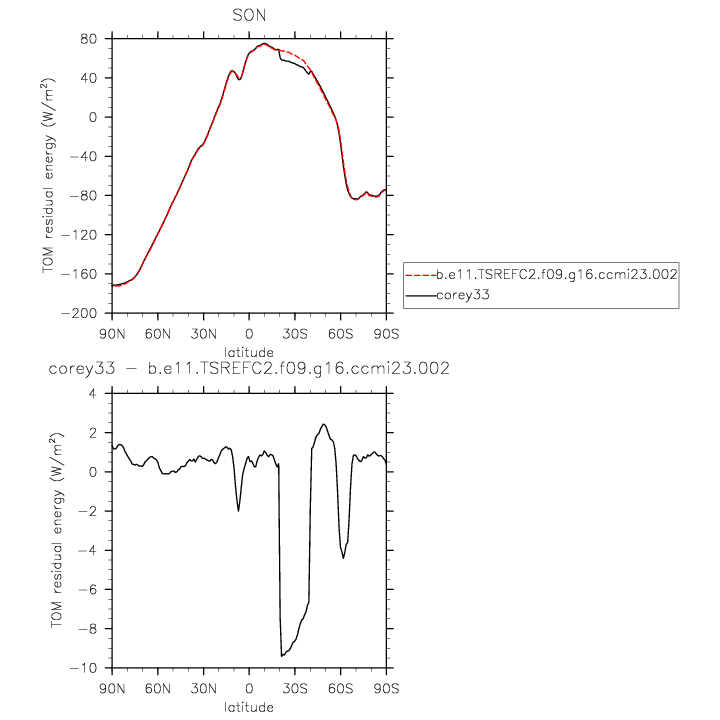 SON
TOM residual energy (W/m²)
80
40
0
−40
−80
−120
−160
−200
90N 60N 30N 0 30S 60S 90S
latitude
b.e11.TSREFC2.f09.g16.ccmi23.002
corey33
corey33 − b.e11.TSREFC2.f09.g16.ccmi23.002
TOM residual energy (W/m²)
4
2
0
−2
−4
−6
−8
−10
90N 60N 30N 0 30S 60S 90S
latitude